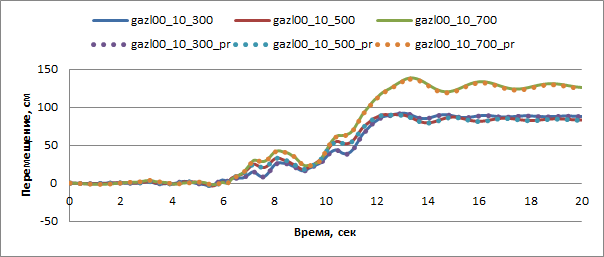 gazl00_10_300 gazl00_10_500 gazl00_10_700
gazl00_10_300_pr gazl00_10_500_pr gazl00_10_700_pr
150
100
50
0
-50
Перемещение, см
0 2 4 6 8 10 12 14 16 18 20
Время, сек